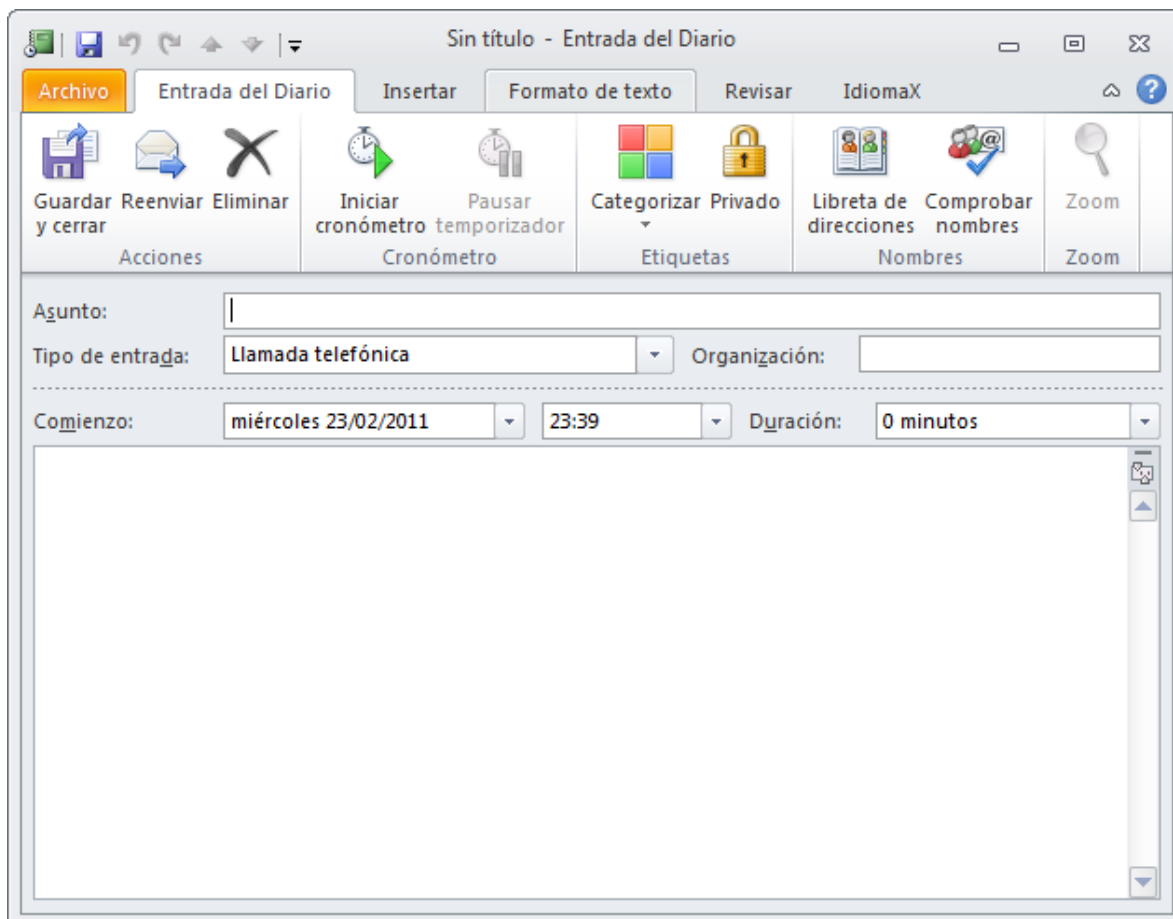 Sin título - Entrada del Diario
Archivo Entrada del Diario Insertar Formato de texto Revisar IdiomaX
Guardar Reenviar Eliminar Iniciar Pausar Categorizar Privado Libreta de Comprobar Zoom
y cerrar cronómetro temporizador direcciones nombres
Acciones Cronómetro Etiquetas Nombres Zoom
Asunto:
Tipo de entrada: Llamada telefónica Organización:
Comienzo: miércoles 23/02/2011 23:39 Duración: 0 minutos